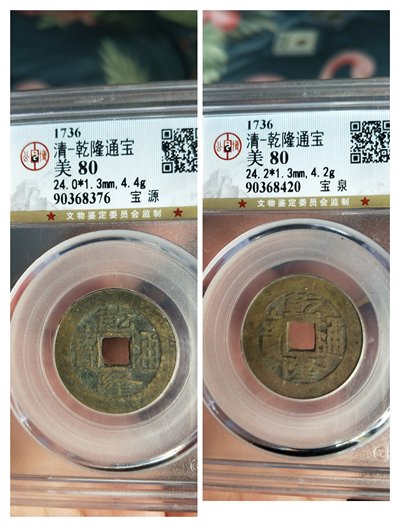 1736
清-乾隆通宝
美 80
24.0*1.3mm,4.4g
90368376 宝 源
★ 文物鉴定委员会监制 ★
乾隆通寶
1736
清-乾隆通宝
美 80
24.2*1.3mm,4.2g
90368420 宝 泉
★ 文物鉴定委员会监制 ★
乾隆通寶